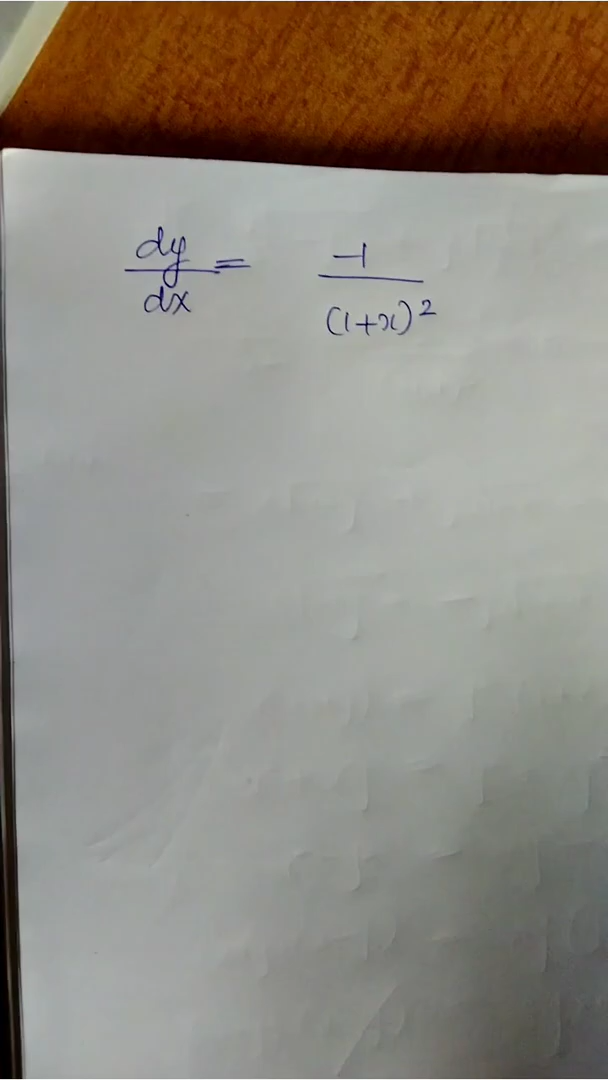 dy/dx = -1/(1+x)²